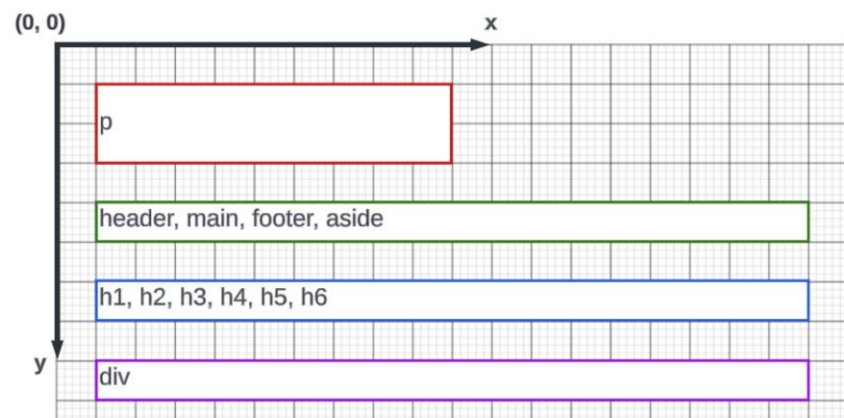 (0, 0)
x
p
header, main, footer, aside
h1, h2, h3, h4, h5, h6
y
div